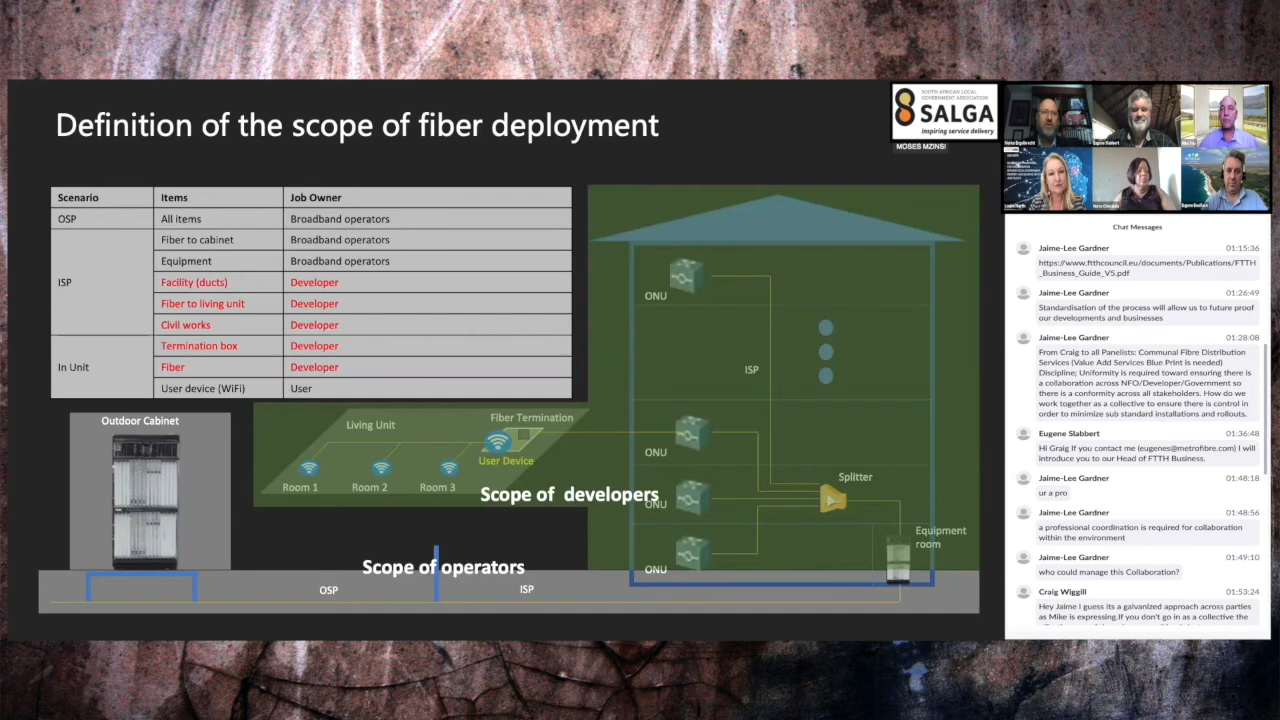 Definition of the scope of fiber deployment
SOUTH AFRICAN LOCAL
GOVERNMENT ASSOCIATION
SALGA
Inspiring service delivery
MOSES MZINSI
Scenario Items Job Owner
OSP All items Broadband operators
ISP Fiber to cabinet Broadband operators
Equipment Broadband operators
Facility (ducts) Developer
Fiber to living unit Developer
Civil works Developer
In Unit Termination box Developer
Fiber Developer
User device (WiFi) User
Outdoor Cabinet
Living Unit
Fiber Termination
User Device
Room 1 Room 2 Room 3
Scope of developers
Scope of operators
OSP
ISP
ONU
ISP
ONU
ONU
ONU
Splitter
Equipment
room
Eugene Slabbert
Chat Messages
Jaime-Lee Gardner 01:15:36
https://www.ftthcouncil.eu/documents/Publications/FTTH
_Business_Guide_V5.pdf
Jaime-Lee Gardner 01:26:49
Standardisation of the process will allow us to future proof
our developments and businesses
Jaime-Lee Gardner 01:28:08
From Craig to all Panelists: Communal Fibre Distribution
Services (Value Add Services Blue Print is needed)
Discipline; Uniformity is required toward ensuring there is
a collaboration across NFO/Developer/Government so
there is a conformity across all stakeholders. How do we
work together as a collective to ensure there is control in
order to minimize sub standard installations and rollouts.
Eugene Slabbert 01:36:48
Hi Graig If you contact me (eugenes@metrofibre.com) I will
introduce you to our Head of FTTH Business.
Jaime-Lee Gardner 01:48:18
ur a pro
Jaime-Lee Gardner 01:48:56
a professional coordination is required for collaboration
within the environment
Jaime-Lee Gardner 01:49:10
who could manage this Collaboration?
Craig Wiggill 01:53:24
Hey Jaime i guess its a galvanized approach across parties
as Mike is expressing.If you don't go in as a collective the